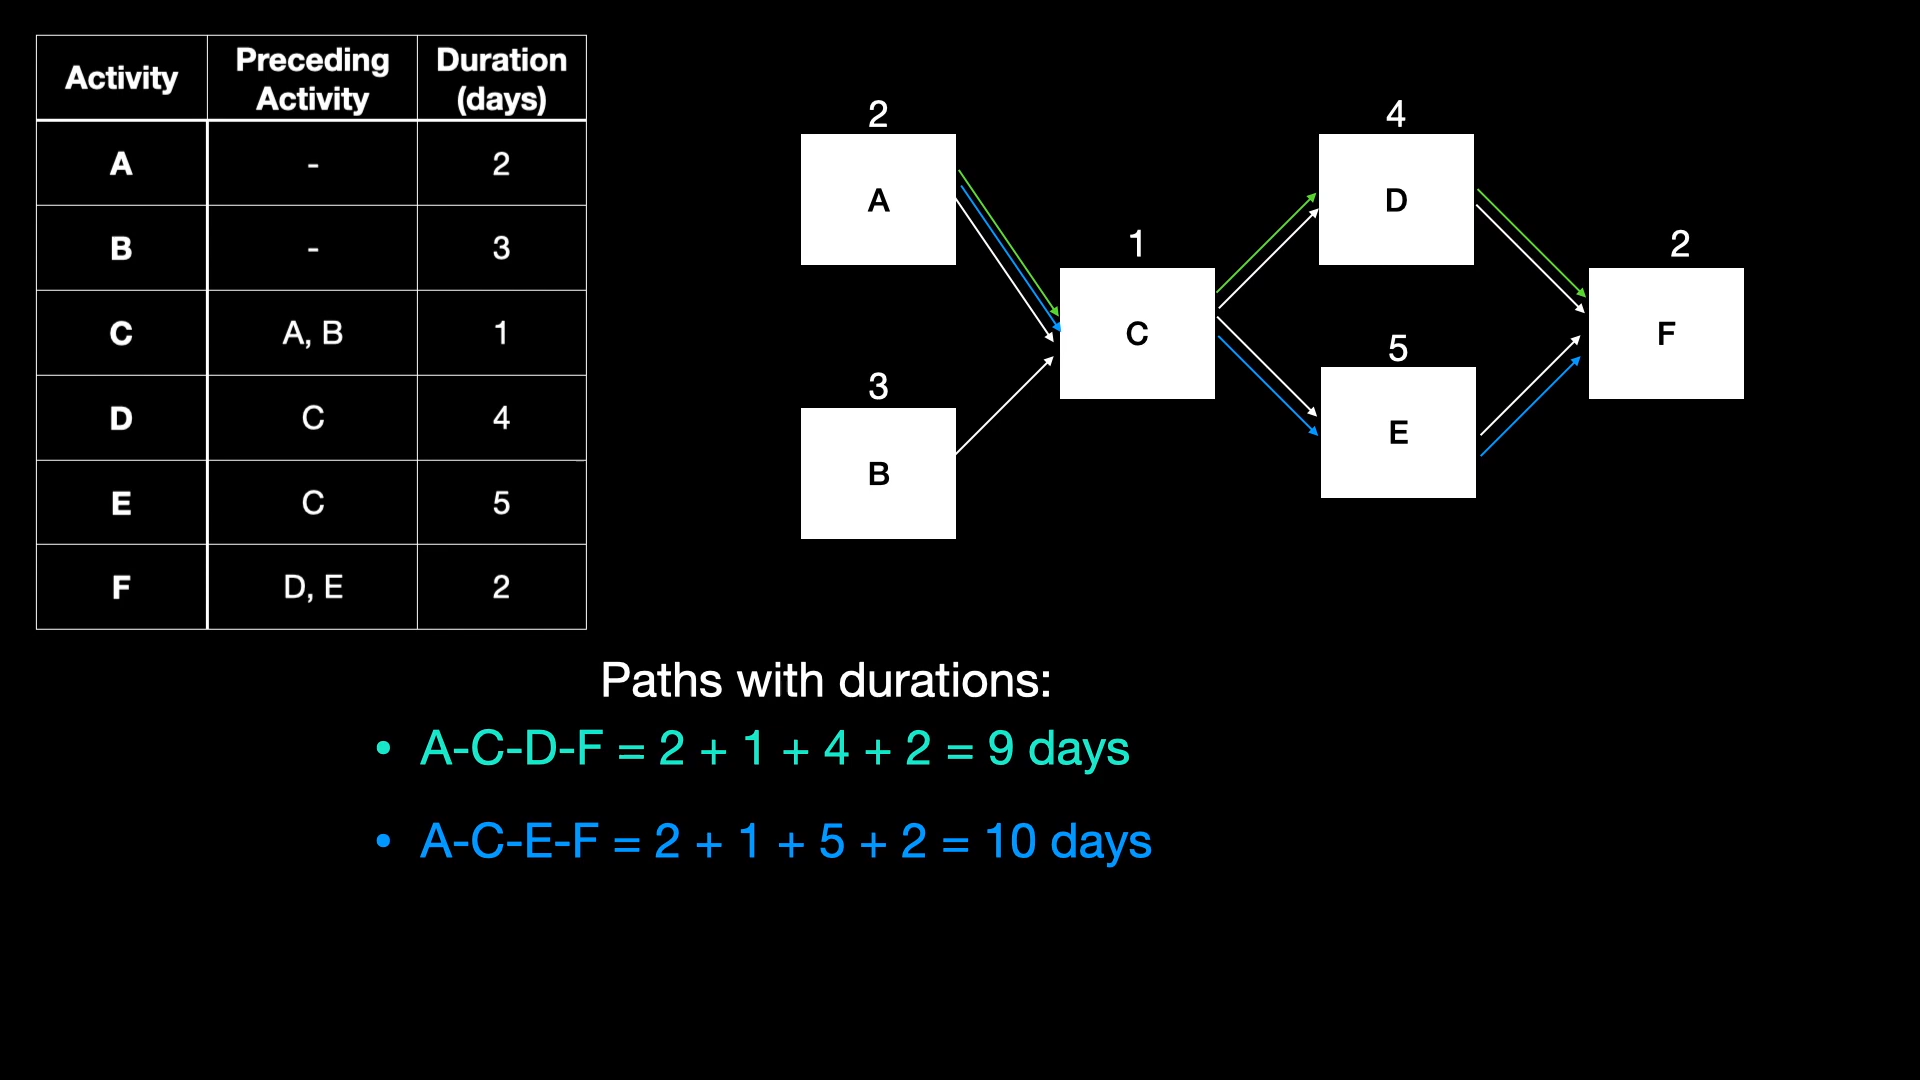 Activity Preceding Activity Duration (days)
A - 2
B - 3
C A, B 1
D C 4
E C 5
F D, E 2
2
A
3
B
1
C
4
D
5
E
2
F
Paths with durations:
• A-C-D-F = 2 + 1 + 4 + 2 = 9 days
• A-C-E-F = 2 + 1 + 5 + 2 = 10 days